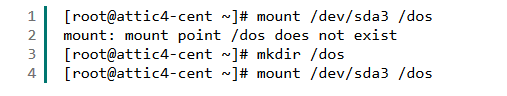 1 [root@attic4-cent ~]# mount /dev/sda3 /dos
2 mount: mount point /dos does not exist
3 [root@attic4-cent ~]# mkdir /dos
4 [root@attic4-cent ~]# mount /dev/sda3 /dos